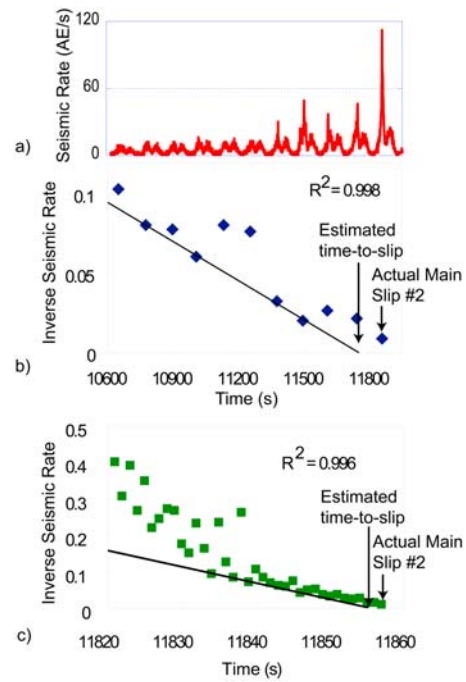 120
60
0
Seismic Rate (AE/s)
a)
0.1
0.05
0
Inverse Seismic Rate
R² = 0.998
Estimated
time-to-slip
Actual Main
Slip #2
b)
10600 10900 11200 11500 11800
Time (s)
0.5
0.4
0.3
0.2
0.1
0
Inverse Seismic Rate
R² = 0.996
Estimated
time-to-slip
Actual Main
Slip #2
c)
11820 11830 11840 11850 11860
Time (s)